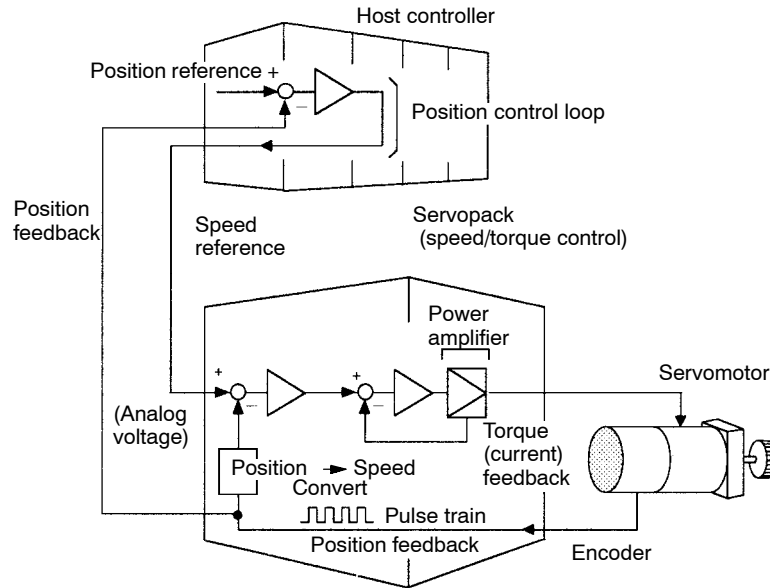 Host controller
Position reference +
−
Position control loop
Position
feedback
Speed
reference
Servopack
(speed/torque control)
Power
amplifier
+
−
+
−
Servomotor
(Analog
voltage)
Torque
(current)
feedback
Position → Speed
Convert
Pulse train
Position feedback
Encoder